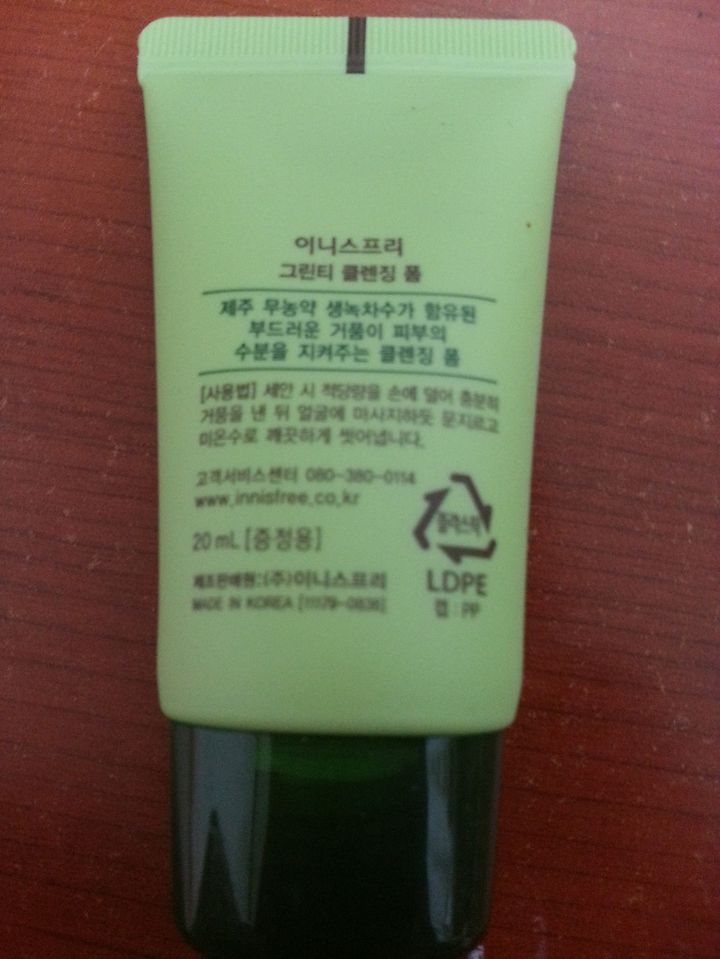 이니스프리
그린티 클렌징 폼
제주 무농약 생녹차수가 함유된
부드러운 거품이 피부의
수분을 지켜주는 클렌징 폼
[사용법] 세안 시 적당량을 손에 덜어 충분히
거품을 낸 뒤 얼굴에 마사지하듯 문지르고
미온수로 깨끗하게 씻어냅니다.
고객서비스센터 080-380-0114
www.innisfree.co.kr
플라스틱
20 mL [증정용]
LDPE
캡 : PP
제조판매원:(주)이니스프리
MADE IN KOREA [11179-0836]